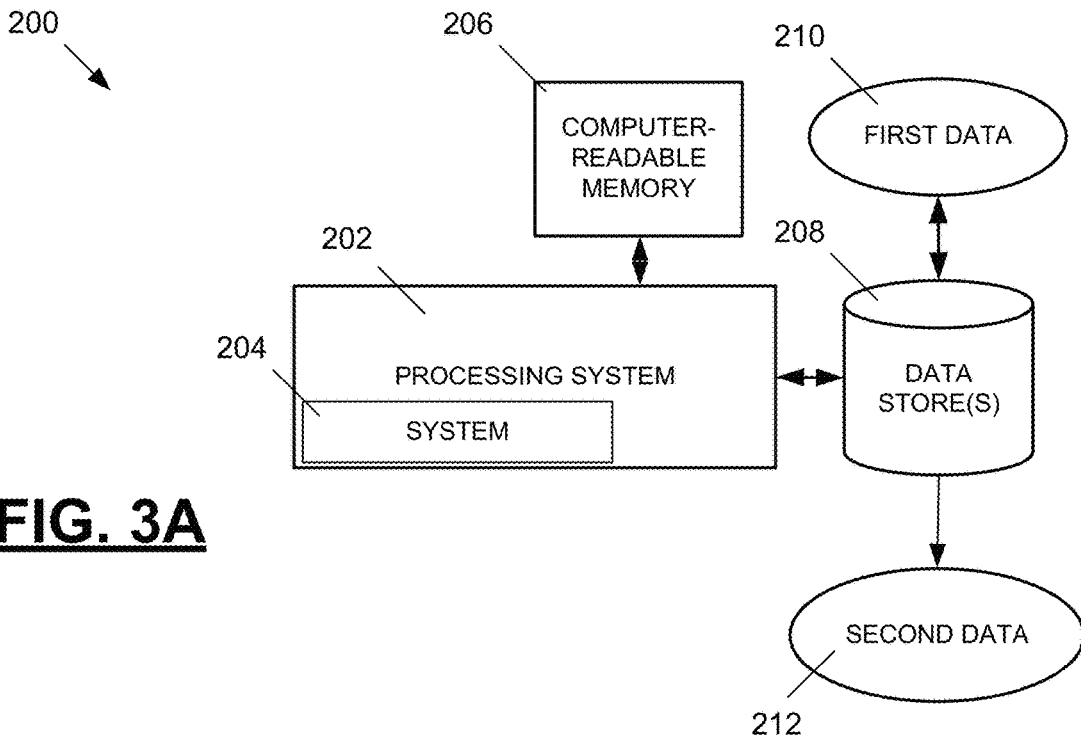 200
206
210
COMPUTER-
READABLE
MEMORY
FIRST DATA
202
208
204
PROCESSING SYSTEM
DATA
STORE(S)
SYSTEM
FIG. 3A
SECOND DATA
212